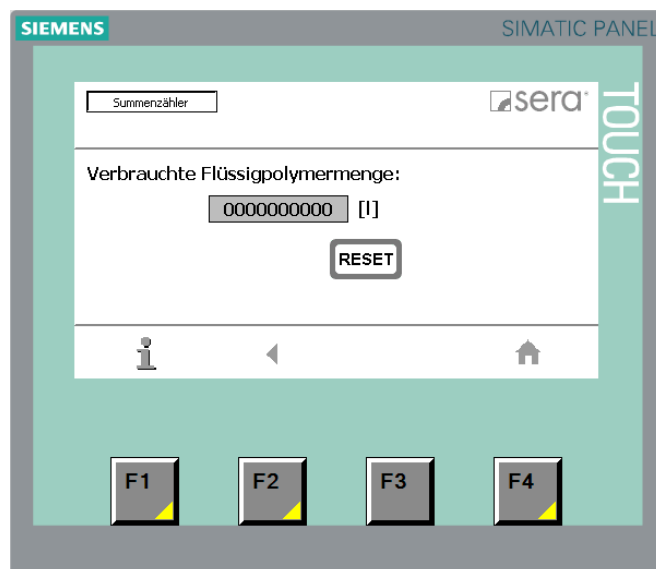 SIEMENS
SIMATIC PANEL
TOUCH
Summenzähler
sera
Verbrauchte Flüssigpolymermenge:
0000000000 [l]
RESET
F1 F2 F3 F4